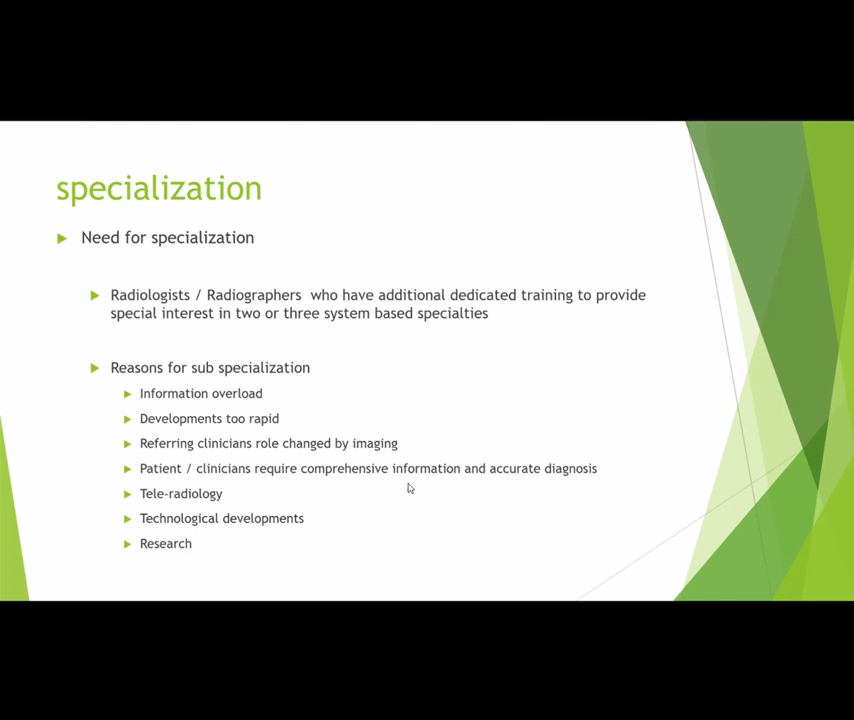 specialization
Need for specialization
Radiologists / Radiographers who have additional dedicated training to provide
special interest in two or three system based specialties
Reasons for sub specialization
Information overload
Developments too rapid
Referring clinicians role changed by imaging
Patient / clinicians require comprehensive information and accurate diagnosis
Tele-radiology
Technological developments
Research